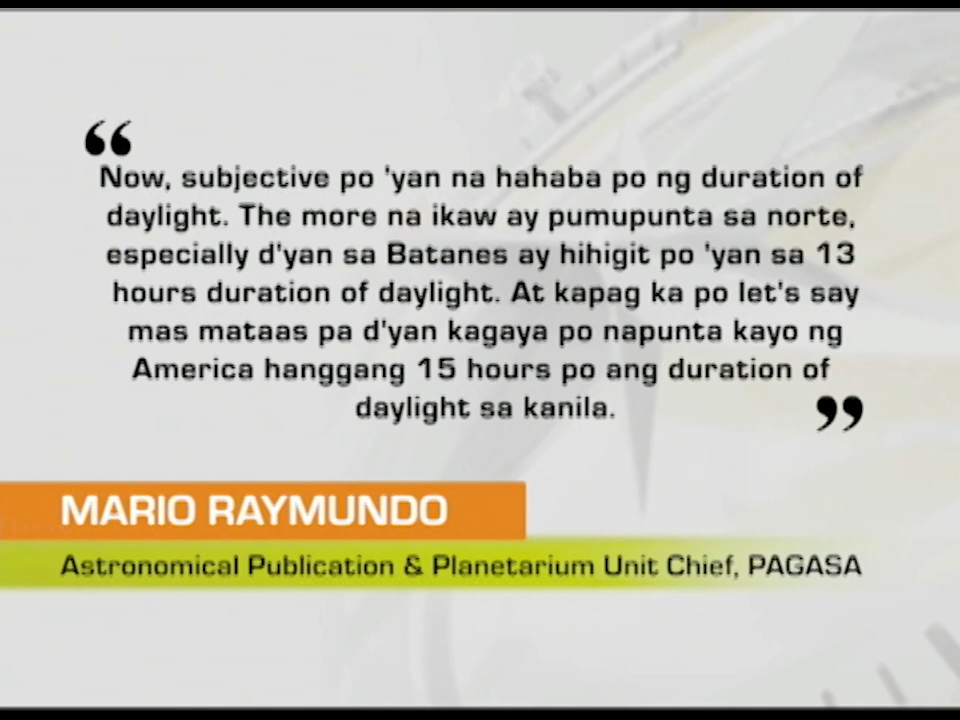 “
Now, subjective po 'yan na hahaba po ng duration of
daylight. The more na ikaw ay pumupunta sa norte,
especially d'yan sa Batanes ay hihigit po 'yan sa 13
hours duration of daylight. At kapag ka po let's say
mas mataas pa d'yan kagaya po napunta kayo ng
America hanggang 15 hours po ang duration of
daylight sa kanila. ”
MARIO RAYMUNDO
Astronomical Publication & Planetarium Unit Chief, PAGASA